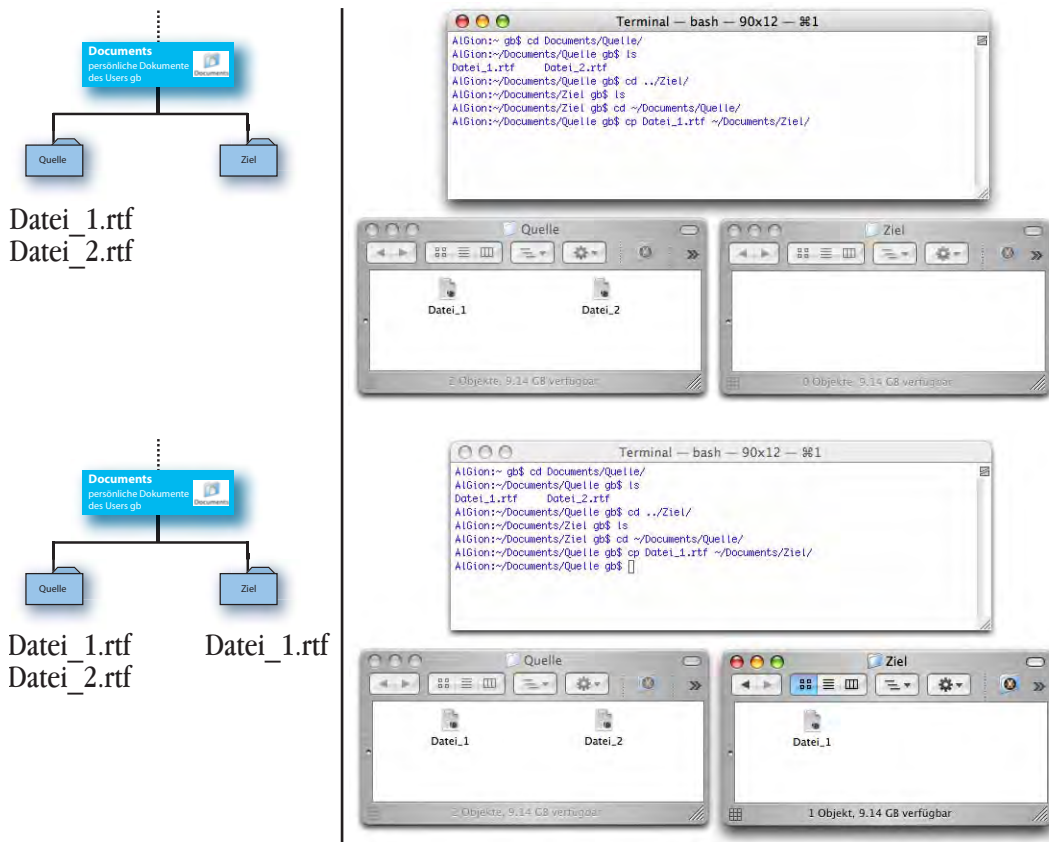 Documents
persönliche Dokumente
des Users gb
Documents
Quelle
Ziel
Datei_1.rtf
Datei_2.rtf
Terminal — bash — 90x12 — ⌘1
AlGion:~ gb$ cd Documents/Quelle/
AlGion:~/Documents/Quelle gb$ ls
Datei_1.rtf Datei_2.rtf
AlGion:~/Documents/Quelle gb$ cd ../Ziel/
AlGion:~/Documents/Ziel gb$ ls
AlGion:~/Documents/Ziel gb$ cd ~/Documents/Quelle/
AlGion:~/Documents/Quelle gb$ cp Datei_1.rtf ~/Documents/Ziel/
Quelle
Datei_1
Datei_2
2 Objekte, 9.14 GB verfügbar
Ziel
0 Objekte, 9.14 GB verfügbar
Documents
persönliche Dokumente
des Users gb
Documents
Quelle
Ziel
Datei_1.rtf
Datei_2.rtf
Datei_1.rtf
Terminal — bash — 90x12 — ⌘1
AlGion:~ gb$ cd Documents/Quelle/
AlGion:~/Documents/Quelle gb$ ls
Datei_1.rtf Datei_2.rtf
AlGion:~/Documents/Quelle gb$ cd ../Ziel/
AlGion:~/Documents/Ziel gb$ ls
AlGion:~/Documents/Ziel gb$ cd ~/Documents/Quelle/
AlGion:~/Documents/Quelle gb$ cp Datei_1.rtf ~/Documents/Ziel/
AlGion:~/Documents/Quelle gb$
Quelle
Datei_1
Datei_2
2 Objekte, 9.14 GB verfügbar
Ziel
Datei_1
1 Objekt, 9.14 GB verfügbar